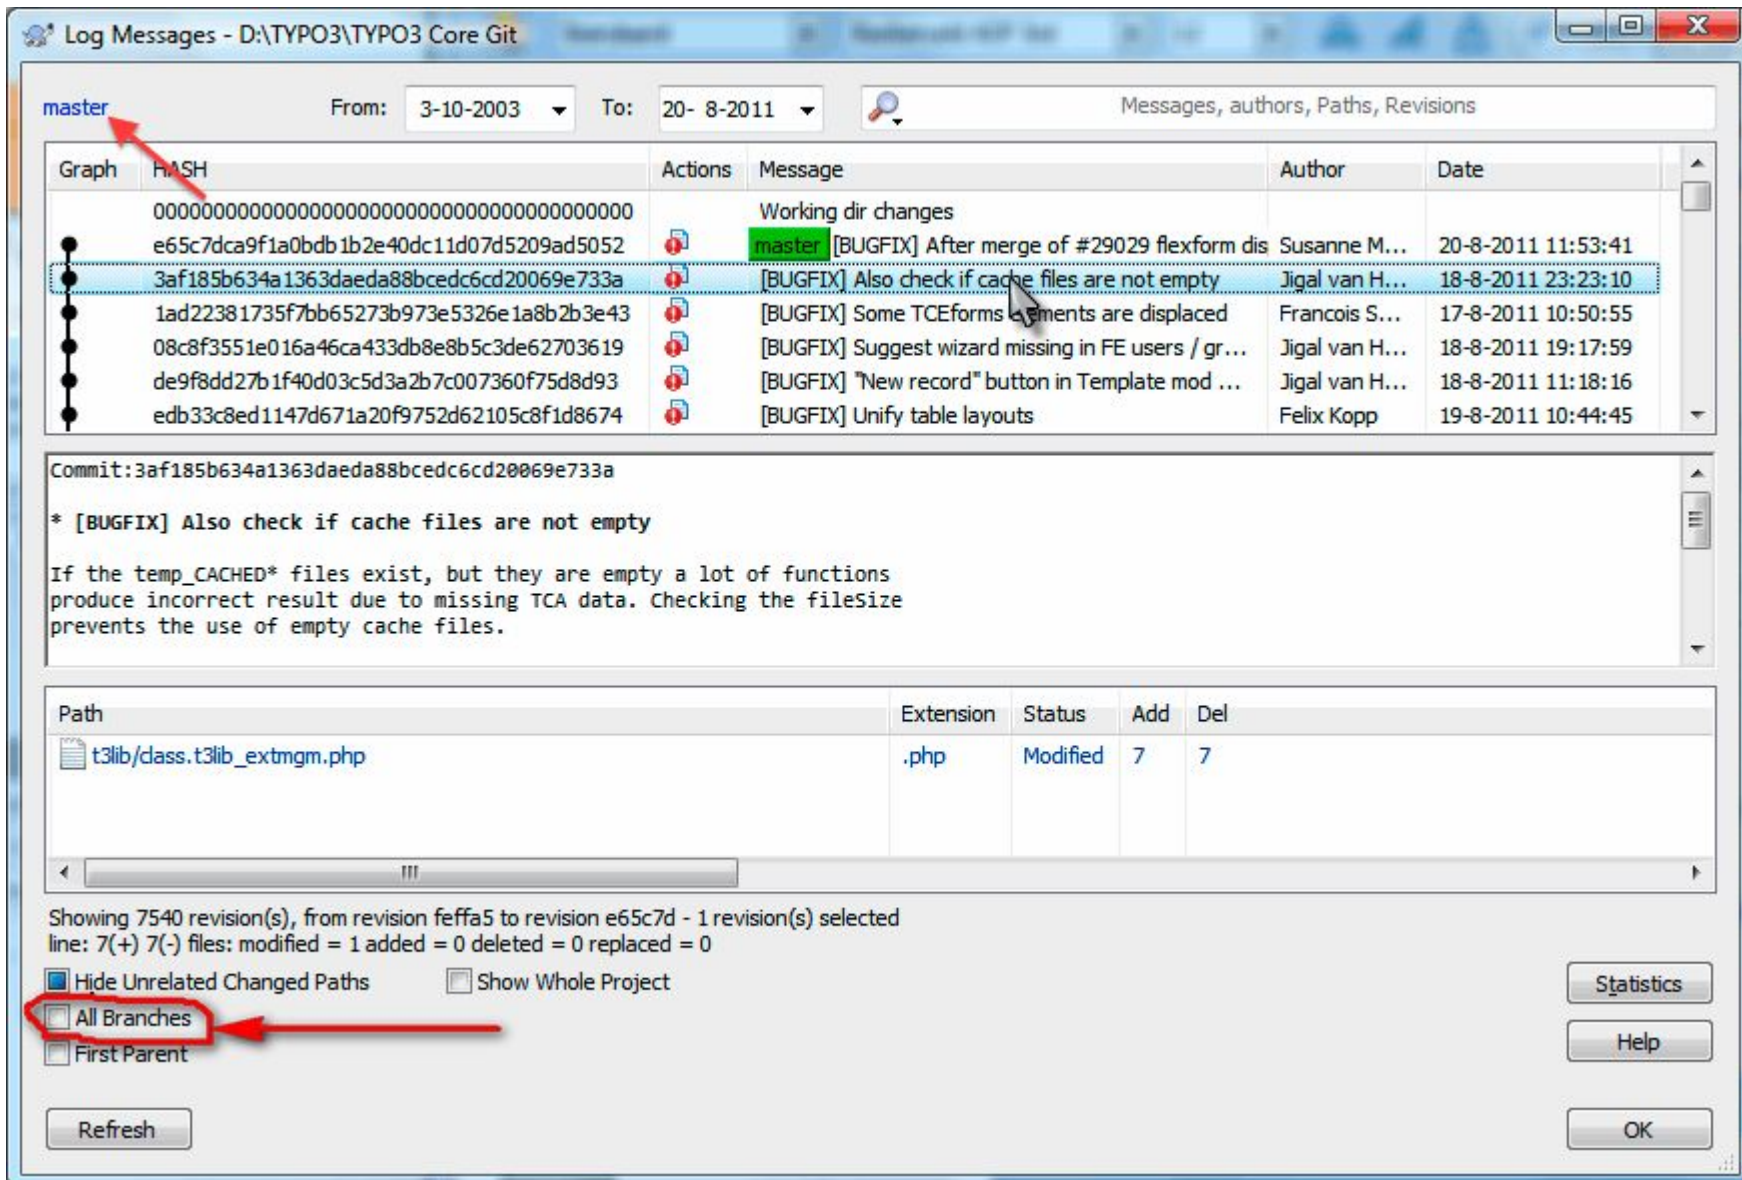 Log Messages - D:\TYPO3\TYPO3 Core Git
master From: 3-10-2003 To: 20- 8-2011 Messages, authors, Paths, Revisions
Graph HASH Actions Message Author Date
0000000000000000000000000000000000000000 Working dir changes
e65c7dca9f1a0bdb1b2e40dc11d07d5209ad5052 master [BUGFIX] After merge of #29029 flexform dis Susanne M... 20-8-2011 11:53:41
3af185b634a1363daeda88bcedc6cd20069e733a [BUGFIX] Also check if cache files are not empty Jigal van H... 18-8-2011 23:23:10
1ad22381735f7bb65273b973e5326e1a8b2b3e43 [BUGFIX] Some TCEforms elements are displaced Francois S... 17-8-2011 10:50:55
08c8f3551e016a46ca433db8e8b5c3de62703619 [BUGFIX] Suggest wizard missing in FE users / gr... Jigal van H... 18-8-2011 19:17:59
de9f8dd27b1f40d03c5d3a2b7c007360f75d8d93 [BUGFIX] "New record" button in Template mod ... Jigal van H... 18-8-2011 11:18:16
edb33c8ed1147d671a20f9752d62105c8f1d8674 [BUGFIX] Unify table layouts Felix Kopp 19-8-2011 10:44:45
Commit:3af185b634a1363daeda88bcedc6cd20069e733a
* [BUGFIX] Also check if cache files are not empty
If the temp_CACHED* files exist, but they are empty a lot of functions
produce incorrect result due to missing TCA data. Checking the fileSize
prevents the use of empty cache files.
Path Extension Status Add Del
t3lib/class.t3lib_extmgm.php .php Modified 7 7
Showing 7540 revision(s), from revision feffa5 to revision e65c7d - 1 revision(s) selected
line: 7(+) 7(-) files: modified = 1 added = 0 deleted = 0 replaced = 0
Hide Unrelated Changed Paths Show Whole Project Statistics
All Branches
First Parent Help
Refresh OK